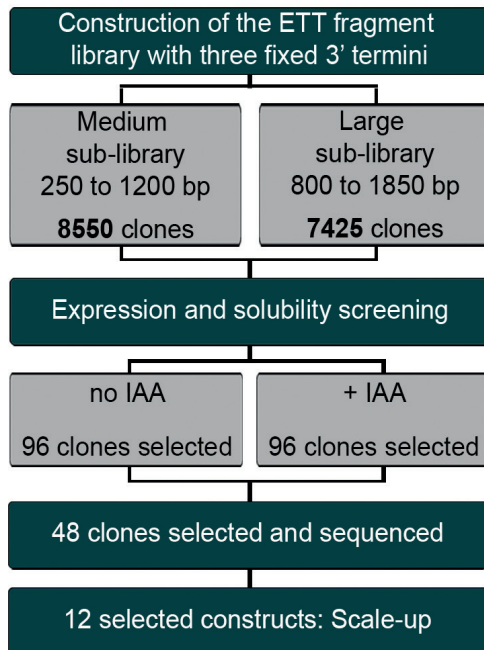 Construction of the ETT fragment
library with three fixed 3' termini
Medium
sub-library
250 to 1200 bp
8550 clones
Large
sub-library
800 to 1850 bp
7425 clones
Expression and solubility screening
no IAA
96 clones selected
+ IAA
96 clones selected
48 clones selected and sequenced
12 selected constructs: Scale-up